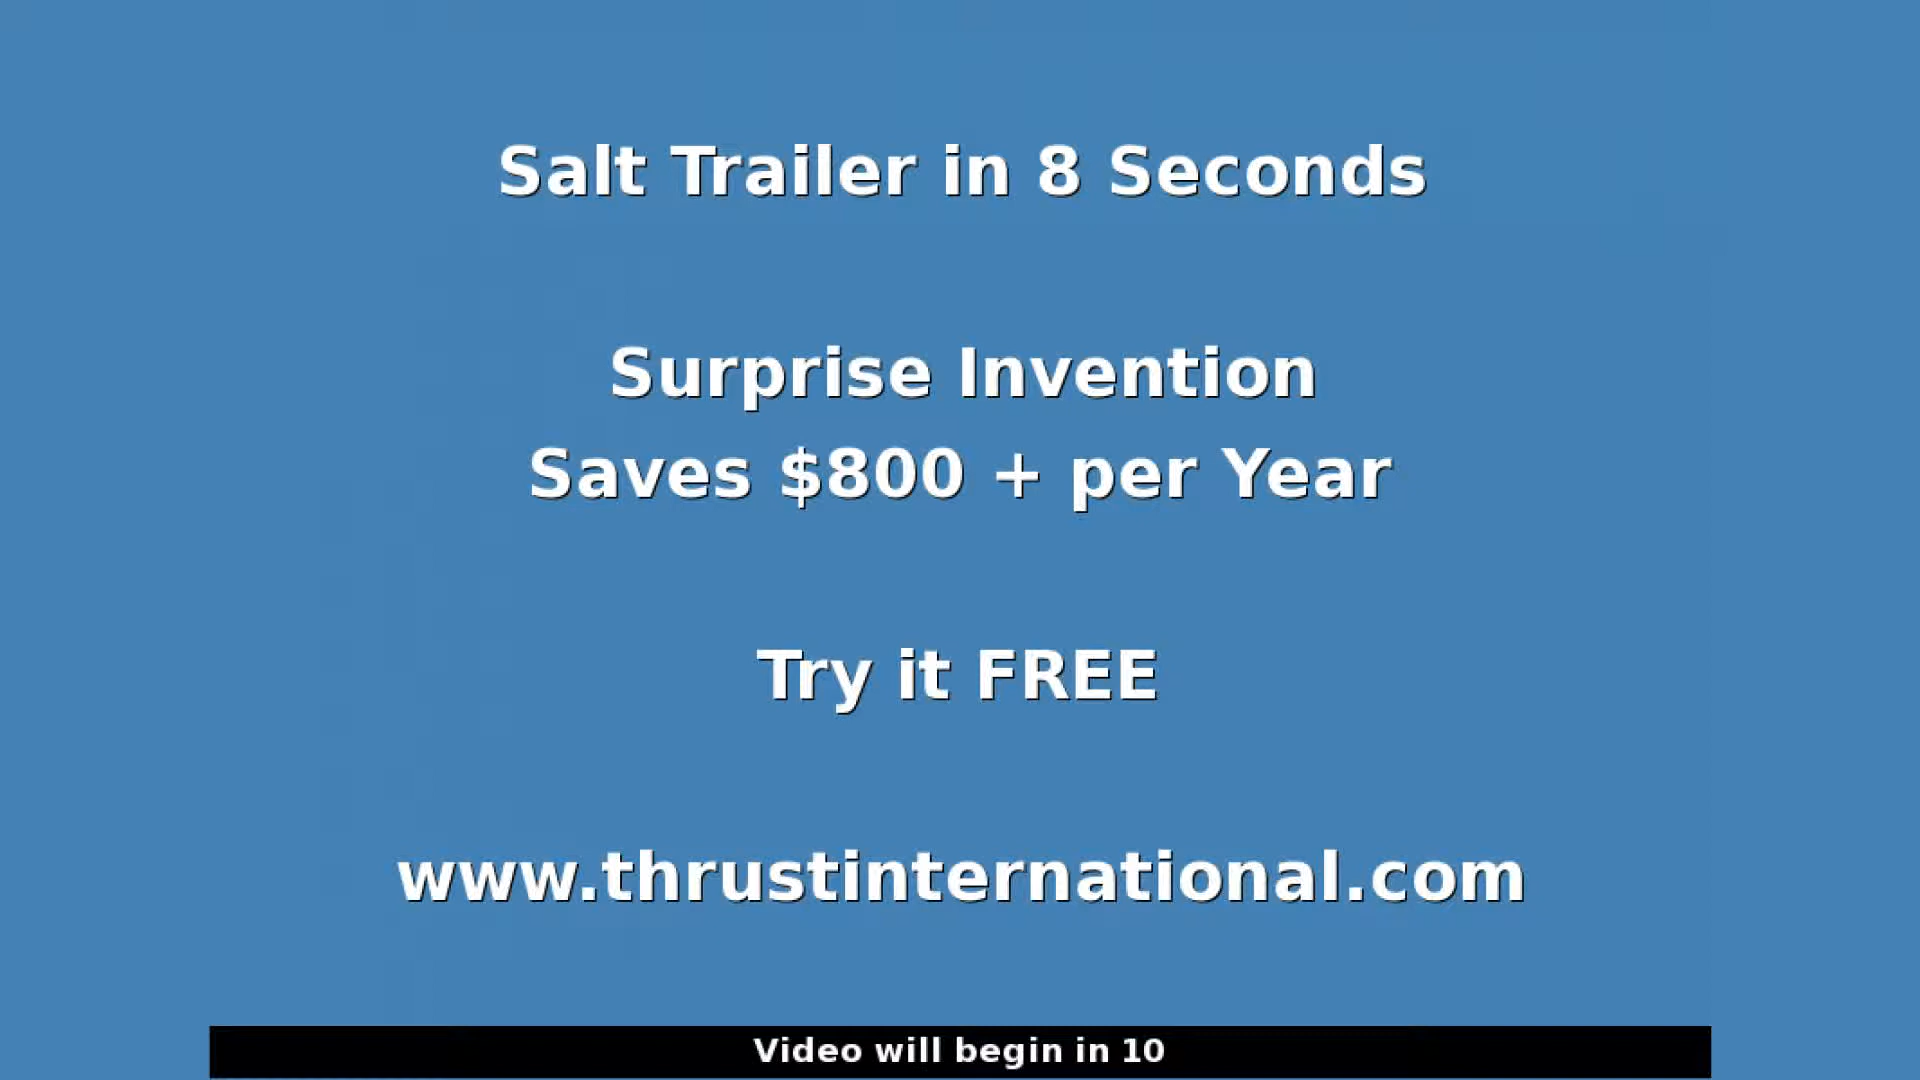 Salt Trailer in 8 Seconds
Surprise Invention
Saves $800 + per Year
Try it FREE
www.thrustinternational.com
Video will begin in 10